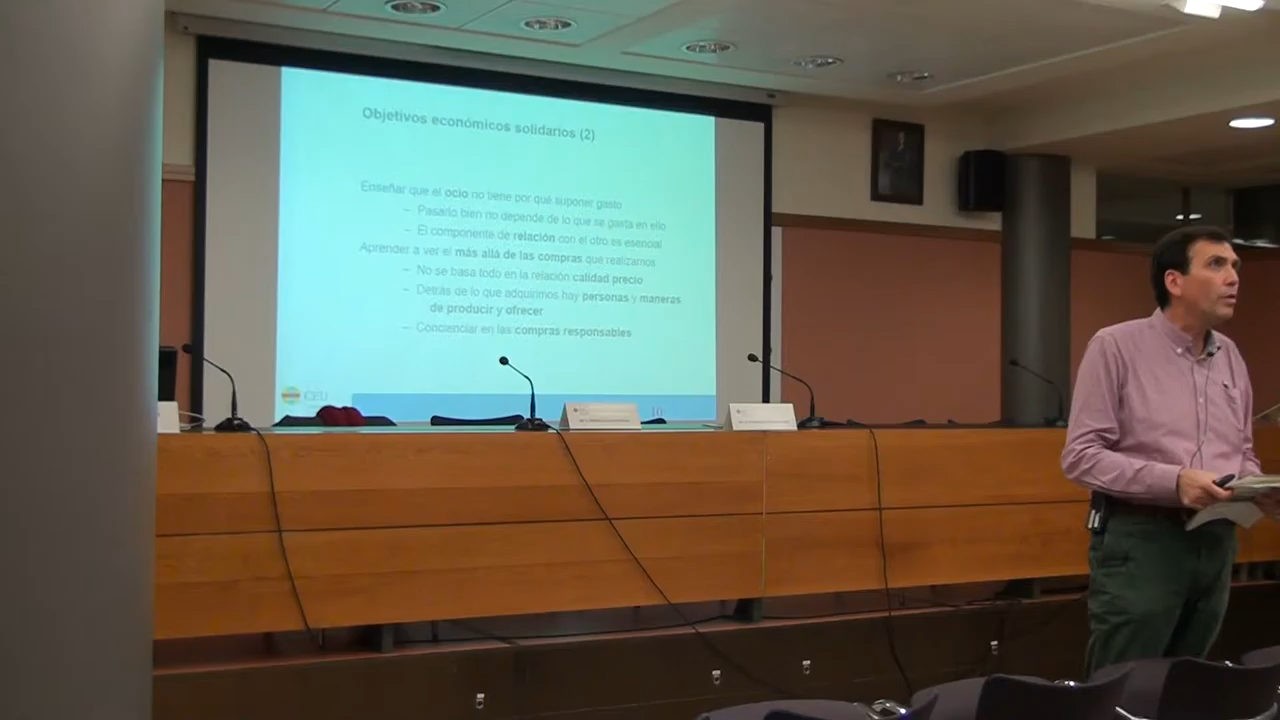 Objetivos económicos solidarios (2)
Enseñar que el ocio no tiene por qué suponer gasto
– Pasarlo bien no depende de lo que se gasta en ello
– El componente de relación con el otro es esencial
Aprender a ver el más allá de las compras que realizamos
– No se basa todo en la relación calidad precio
– Detrás de lo que adquirimos hay personas y maneras
de producir y ofrecer
– Concienciar en las compras responsables
CEU
10